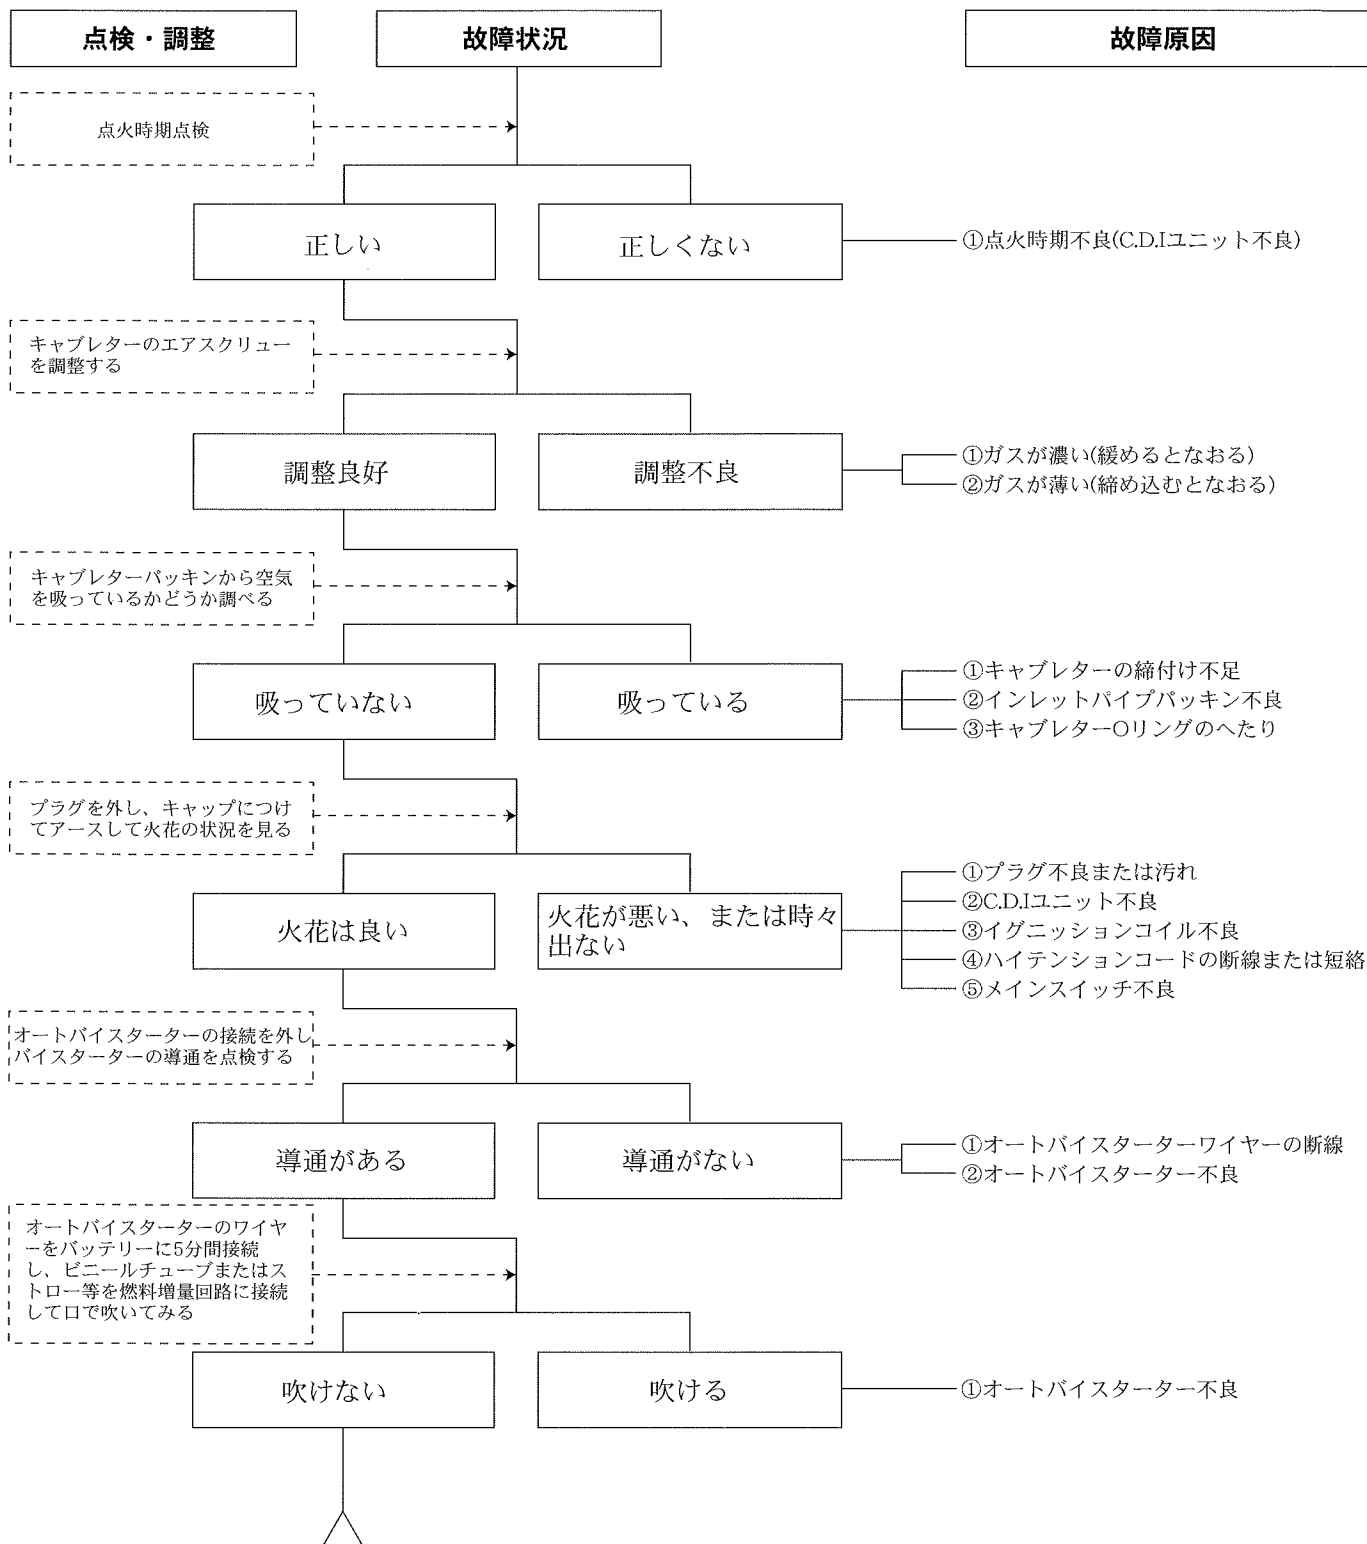 点検・調整
故障状況
故障原因
点火時期点検
正しい
正しくない
①点火時期不良(C.D.Iユニット不良)
キャブレターのエアスクリュー
を調整する
調整良好
調整不良
①ガスが濃い(緩めるとなおる)
②ガスが薄い(締め込むとなおる)
キャブレターパッキンから空気
を吸っているかどうか調べる
吸っていない
吸っている
①キャブレターの締付け不足
②インレットパイプパッキン不良
③キャブレターOリングのへたり
プラグを外し、キャップにつけ
てアースして火花の状況を見る
火花は良い
火花が悪い、または時々
出ない
①プラグ不良または汚れ
②C.D.Iユニット不良
③イグニッションコイル不良
④ハイテンションコードの断線または短絡
⑤メインスイッチ不良
オートバイスターターの接続を外し
バイスターターの導通を点検する
導通がある
導通がない
①オートバイスターターワイヤーの断線
②オートバイスターター不良
オートバイスターターのワイヤ
ーをバッテリーに5分間接続
し、ビニールチューブまたはス
トロー等を燃料増量回路に接続
して口で吹いてみる
吹けない
吹ける
①オートバイスターター不良